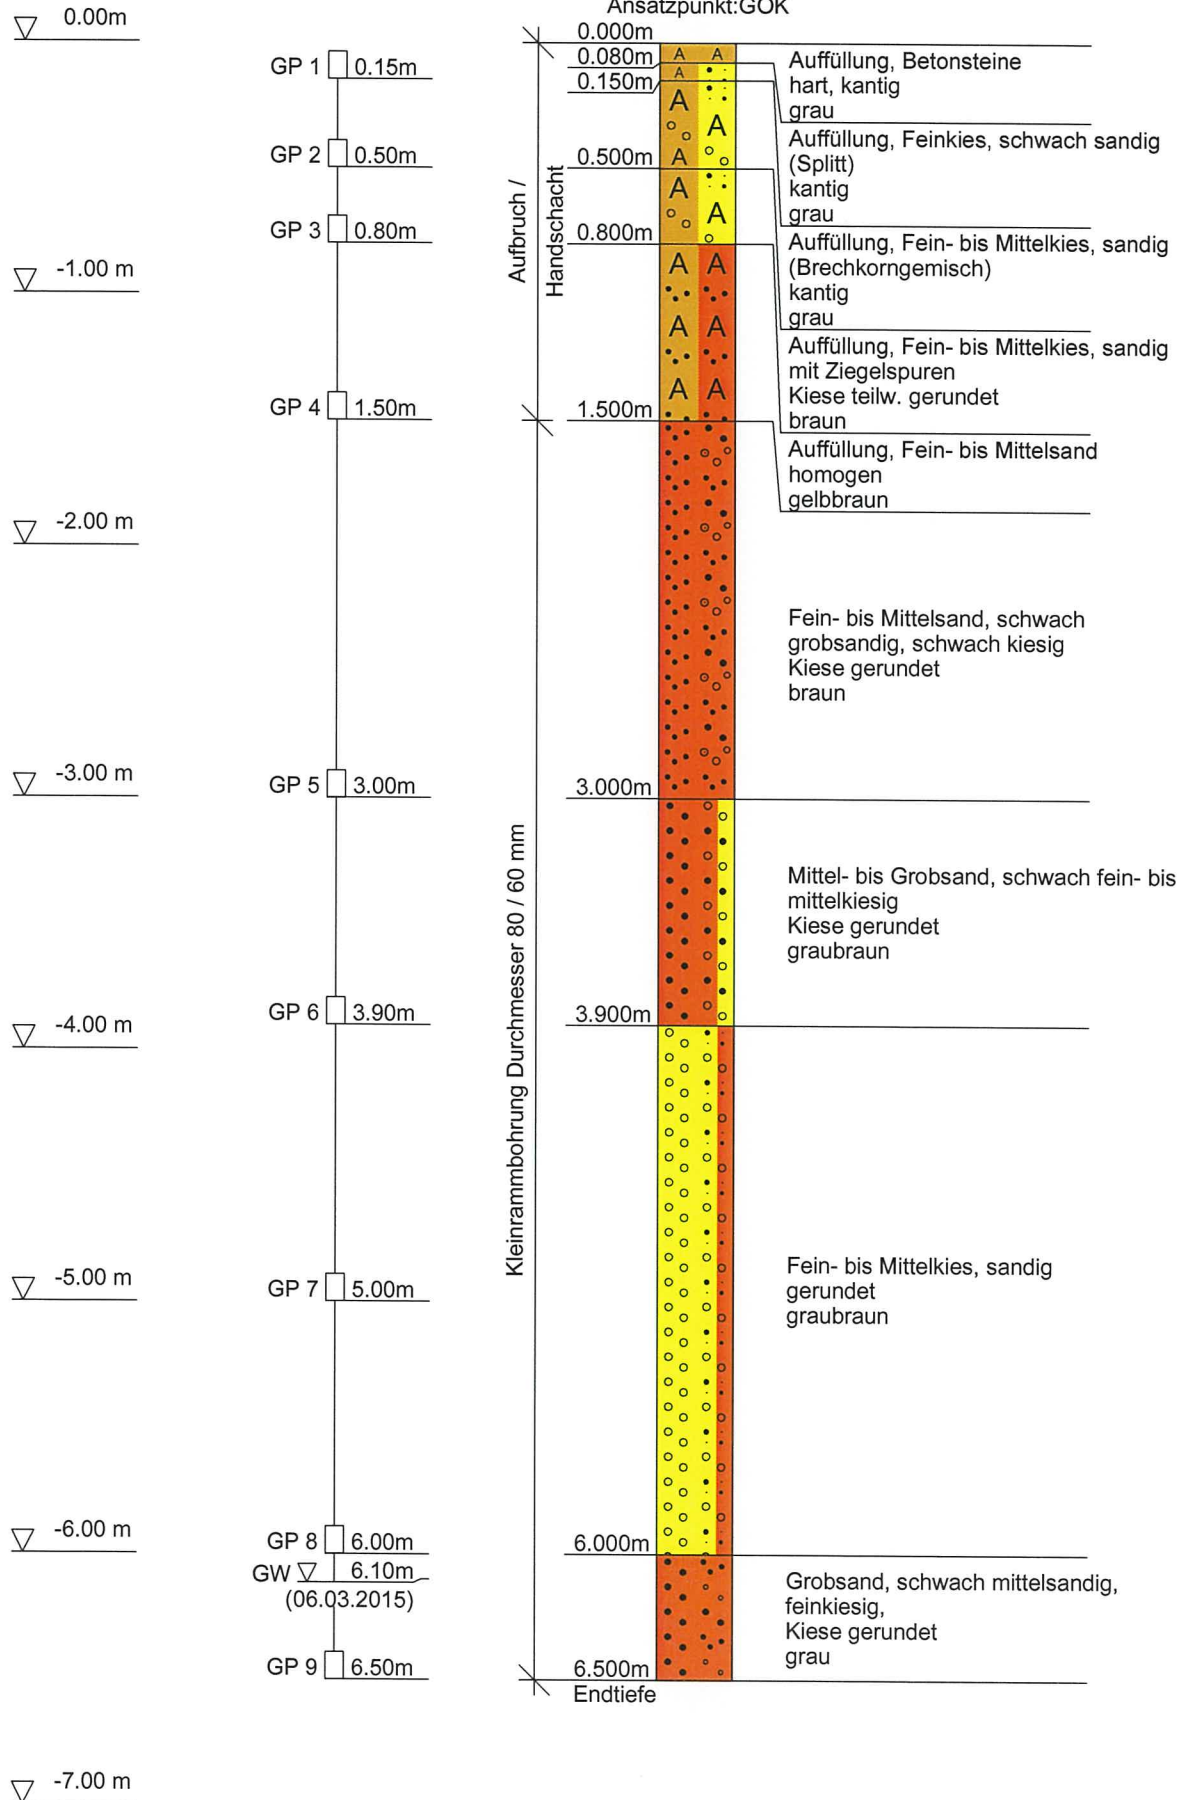 Ansatzpunkt:GOK
0.00m
-1.00 m
-2.00 m
-3.00 m
-4.00 m
-5.00 m
-6.00 m
-7.00 m
GP 1 0.15m
GP 2 0.50m
GP 3 0.80m
GP 4 1.50m
GP 5 3.00m
GP 6 3.90m
GP 7 5.00m
GP 8 6.00m
GW 6.10m
(06.03.2015)
GP 9 6.50m
Aufbruch /
Handschacht
Kleinrammbohrung Durchmesser 80 / 60 mm
0.000m
0.080m
0.150m
0.500m
0.800m
1.500m
3.000m
3.900m
6.000m
6.500m
Endtiefe
A A
A
A
A
A
A
A
A A
A A
A A
Auffüllung, Betonsteine
hart, kantig
grau
Auffüllung, Feinkies, schwach sandig
(Splitt)
kantig
grau
Auffüllung, Fein- bis Mittelkies, sandig
(Brechkorngemisch)
kantig
grau
Auffüllung, Fein- bis Mittelkies, sandig
mit Ziegelspuren
Kiese teilw. gerundet
braun
Auffüllung, Fein- bis Mittelsand
homogen
gelbbraun
Fein- bis Mittelsand, schwach
grobsandig, schwach kiesig
Kiese gerundet
braun
Mittel- bis Grobsand, schwach fein- bis
mittelkiesig
Kiese gerundet
graubraun
Fein- bis Mittelkies, sandig
gerundet
graubraun
Grobsand, schwach mittelsandig,
feinkiesig,
Kiese gerundet
grau